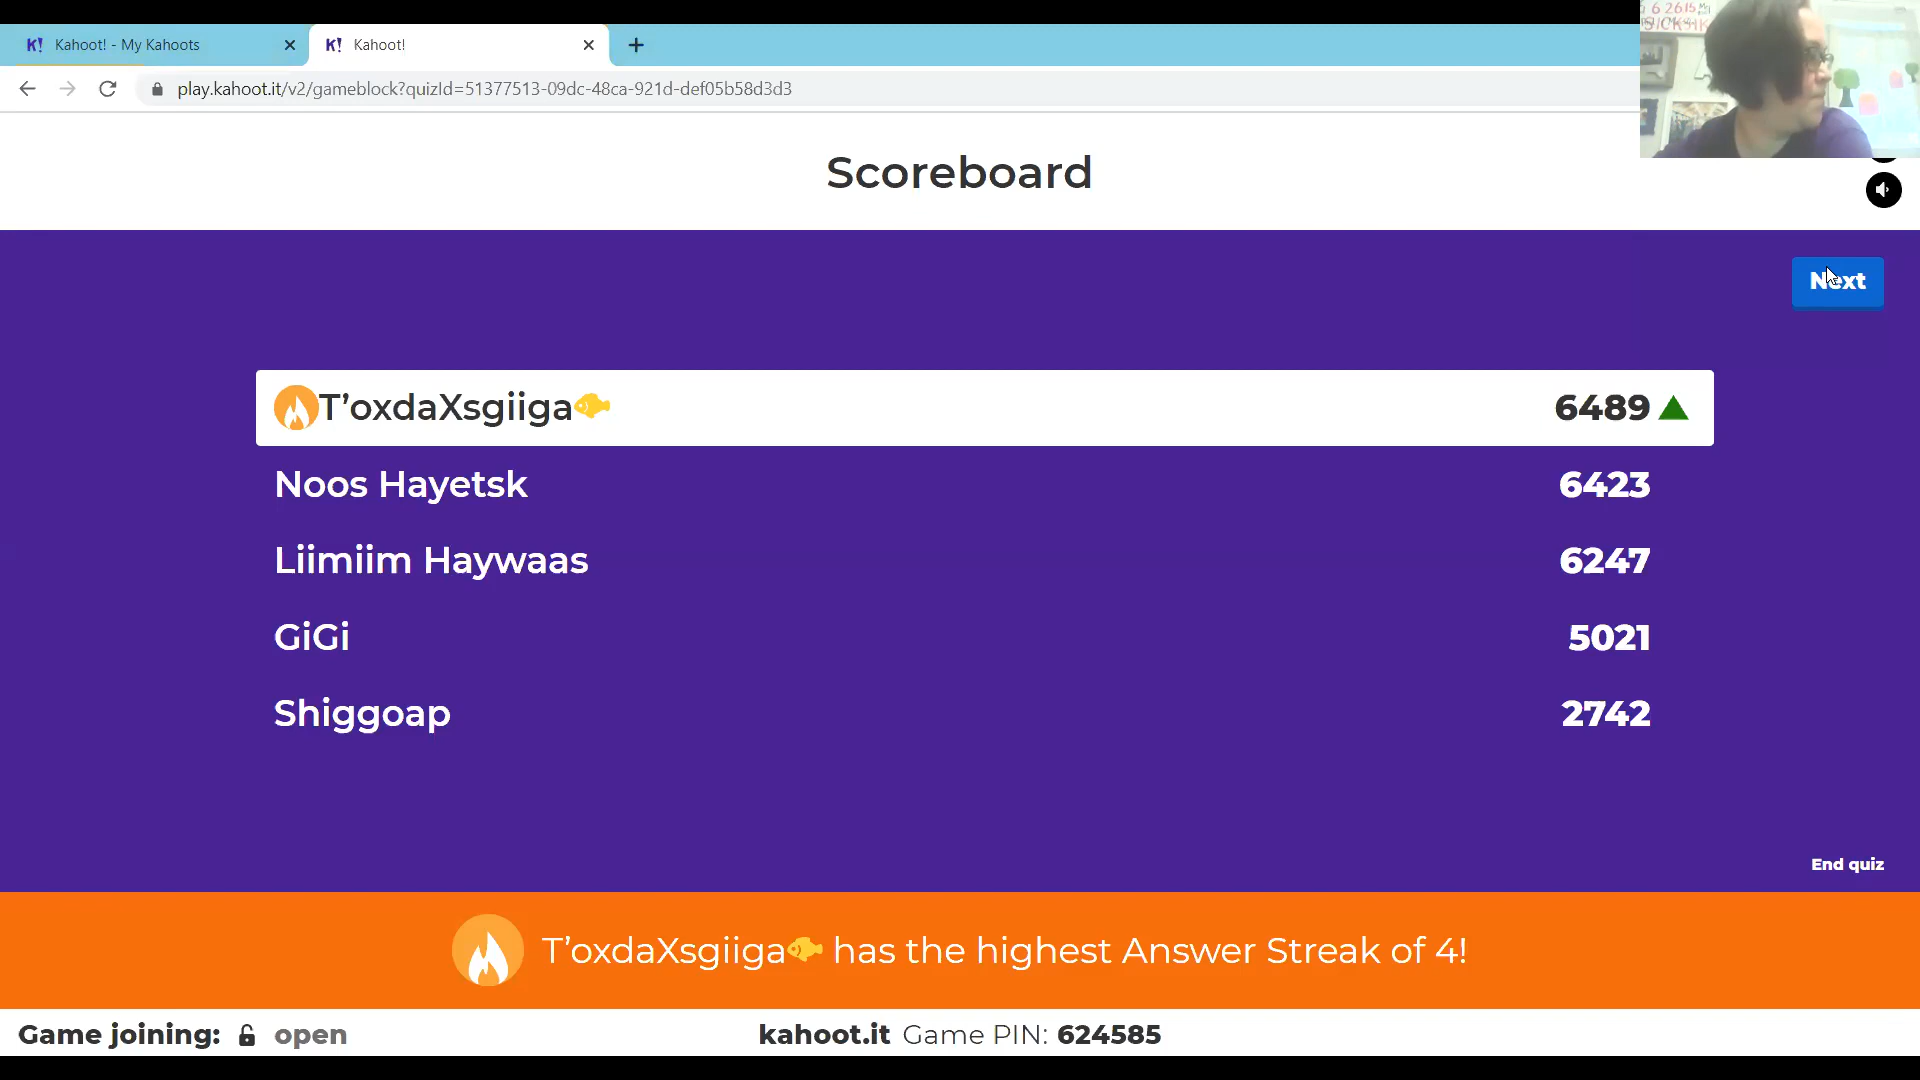 K! Kahoot! - My Kahoots
K! Kahoot!
play.kahoot.it/v2/gameblock?quizId=51377513-09dc-48ca-921d-def05b58d3d3
Scoreboard
Next
T’oxdaXsgiiga🐠 6489
Noos Hayetsk 6423
Liimiim Haywaas 6247
GiGi 5021
Shiggoap 2742
End quiz
T’oxdaXsgiiga🐠 has the highest Answer Streak of 4!
Game joining: open
kahoot.it Game PIN: 624585